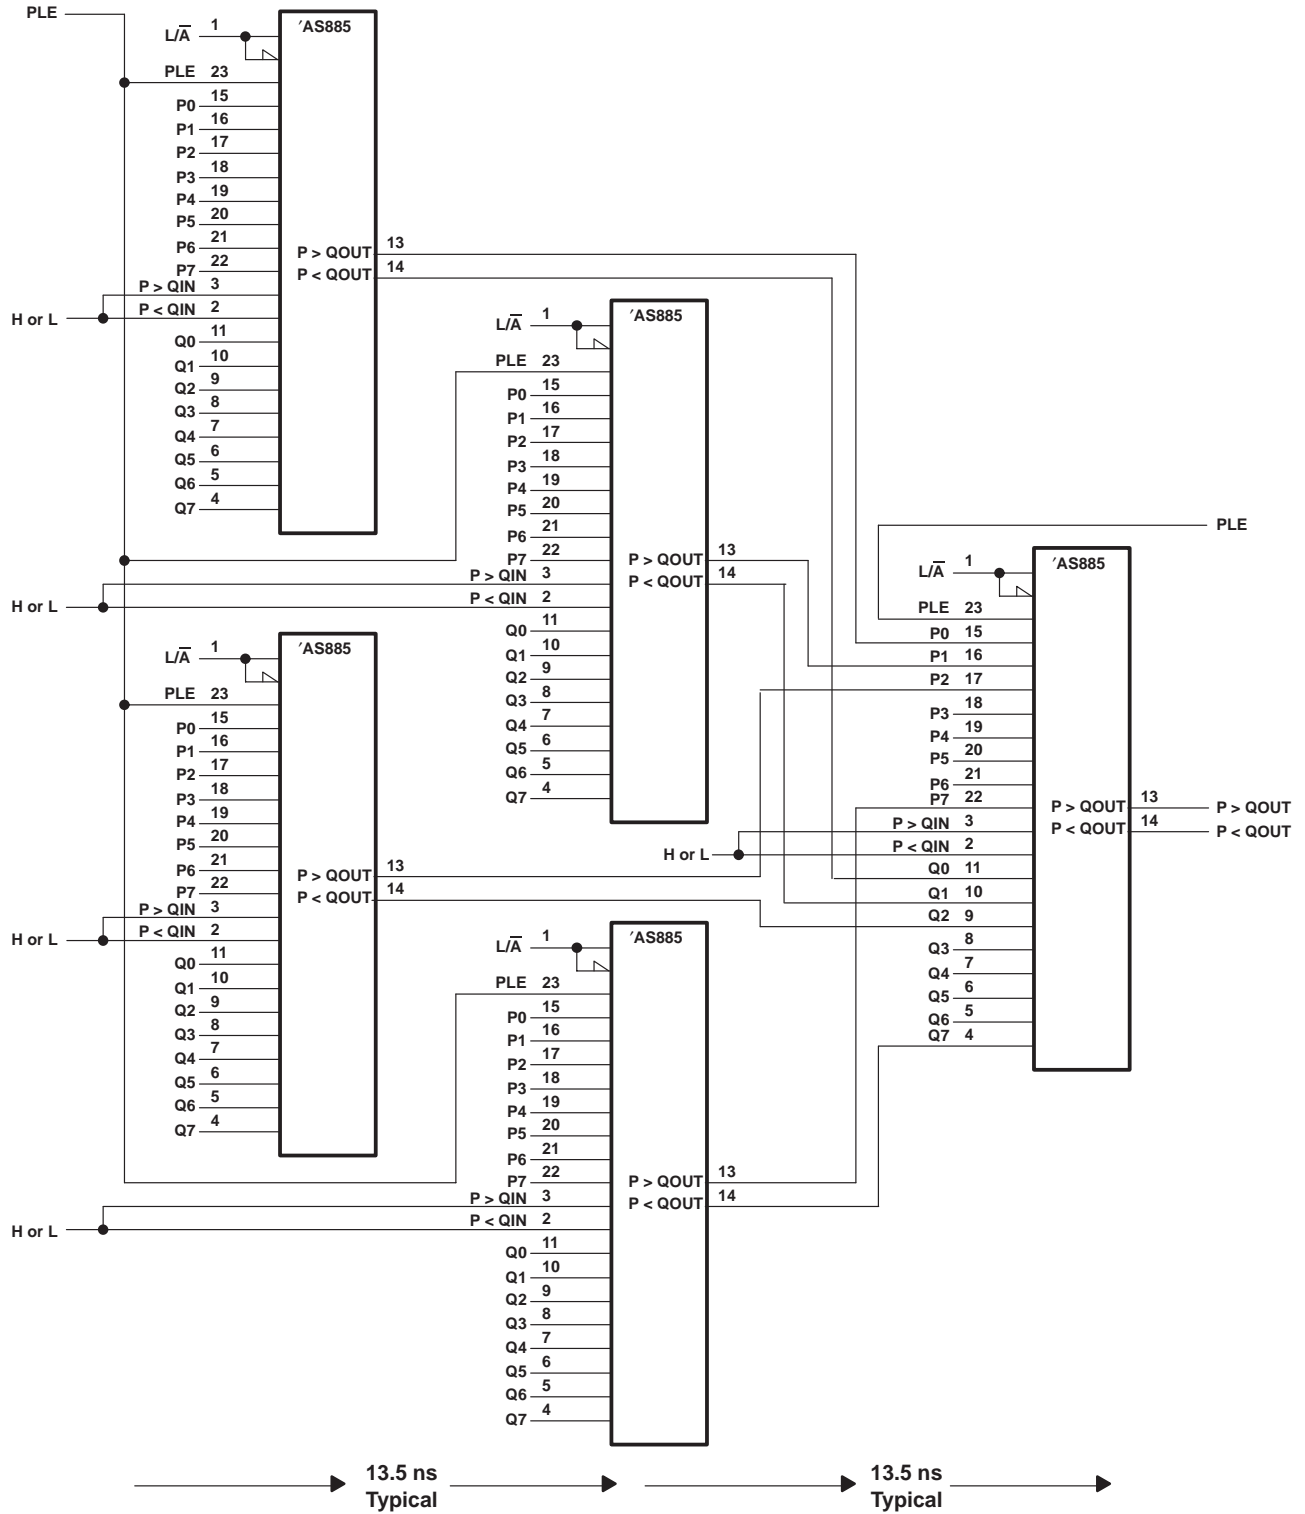 PLE
L/A̅ 1 ′AS885
PLE 23
P0 15
P1 16
P2 17
P3 18
P4 19
P5 20
P6 21
P7 22
P > QIN 3
P < QIN 2
H or L
Q0 11
Q1 10
Q2 9
Q3 8
Q4 7
Q5 6
Q6 5
Q7 4
P > QOUT 13
P < QOUT 14
L/A̅ 1 ′AS885
PLE 23
P0 15
P1 16
P2 17
P3 18
P4 19
P5 20
P6 21
P7 22
P > QIN 3
P < QIN 2
H or L
Q0 11
Q1 10
Q2 9
Q3 8
Q4 7
Q5 6
Q6 5
Q7 4
P > QOUT 13
P < QOUT 14
L/A̅ 1 ′AS885
PLE 23
P0 15
P1 16
P2 17
P3 18
P4 19
P5 20
P6 21
P7 22
P > QIN 3
P < QIN 2
H or L
Q0 11
Q1 10
Q2 9
Q3 8
Q4 7
Q5 6
Q6 5
Q7 4
P > QOUT 13
P < QOUT 14
L/A̅ 1 ′AS885
PLE 23
P0 15
P1 16
P2 17
P3 18
P4 19
P5 20
P6 21
P7 22
P > QIN 3
P < QIN 2
H or L
Q0 11
Q1 10
Q2 9
Q3 8
Q4 7
Q5 6
Q6 5
Q7 4
P > QOUT 13
P < QOUT 14
PLE
L/A̅ 1 ′AS885
PLE 23
P0 15
P1 16
P2 17
P3 18
P4 19
P5 20
P6 21
P7 22
P > QIN 3
P < QIN 2
H or L
Q0 11
Q1 10
Q2 9
Q3 8
Q4 7
Q5 6
Q6 5
Q7 4
P > QOUT 13 P > QOUT
P < QOUT 14 P < QOUT
13.5 ns
Typical
13.5 ns
Typical